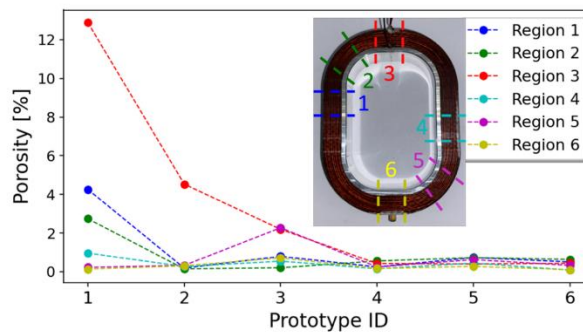 Porosity [%]
12
10
8
6
4
2
0
1
2
3
4
5
6
Prototype ID
Region 1
Region 2
Region 3
Region 4
Region 5
Region 6
1
2
3
4
5
6